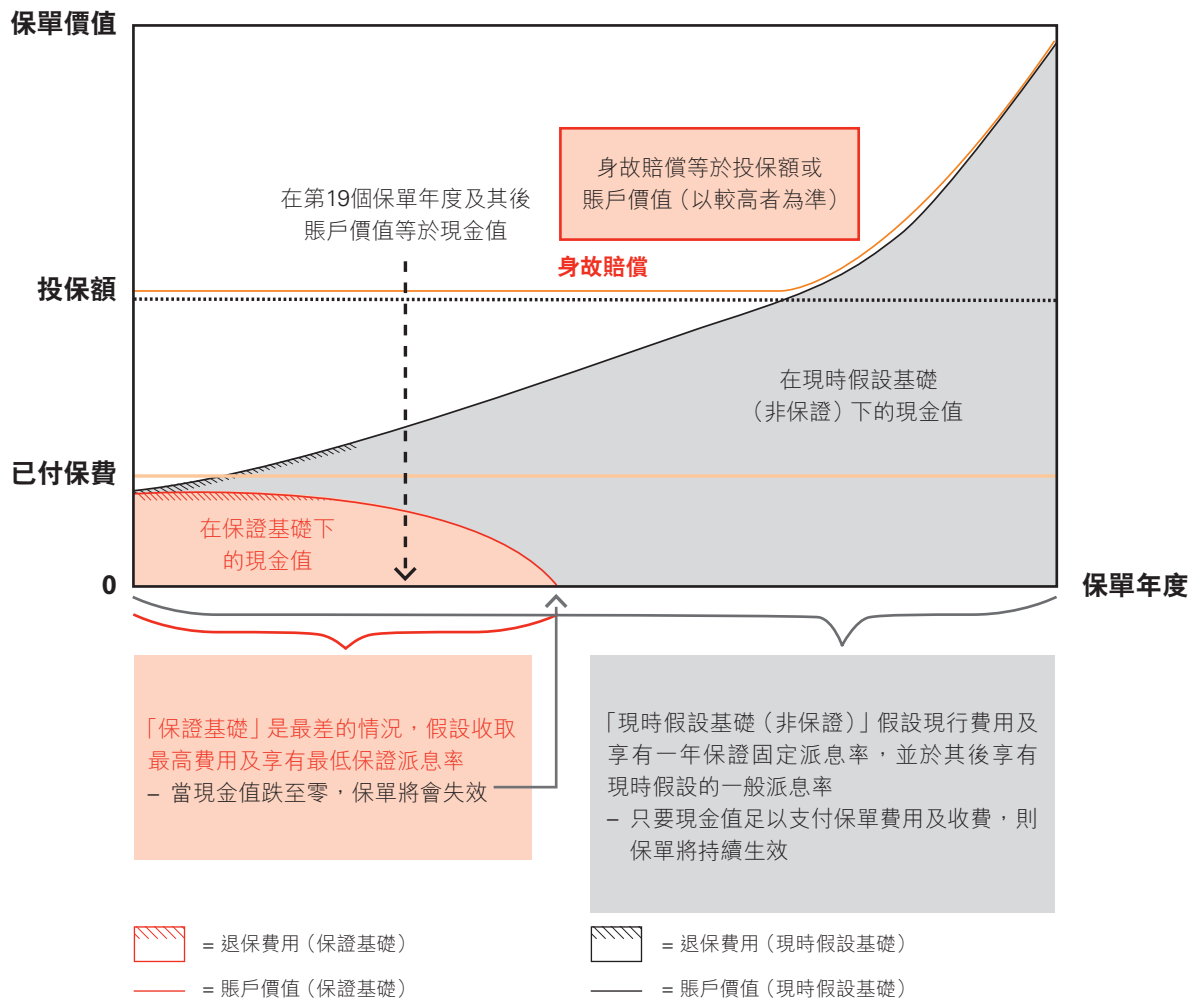 保單價值
身故賠償等於投保額或
賬戶價值（以較高者為準）
在第19個保單年度及其後
賬戶價值等於現金值
身故賠償
投保額
在現時假設基礎
（非保證）下的現金值
已付保費
在保證基礎下
的現金值
0
保單年度
「保證基礎」是最差的情況，假設收取
最高費用及享有最低保證派息率
– 當現金值跌至零，保單將會失效
「現時假設基礎（非保證）」假設現行費用及
享有一年保證固定派息率，並於其後享有
現時假設的一般派息率
– 只要現金值足以支付保單費用及收費，則
保單將持續生效
= 退保費用（保證基礎）
= 退保費用（現時假設基礎）
= 賬戶價值（保證基礎）
= 賬戶價值（現時假設基礎）